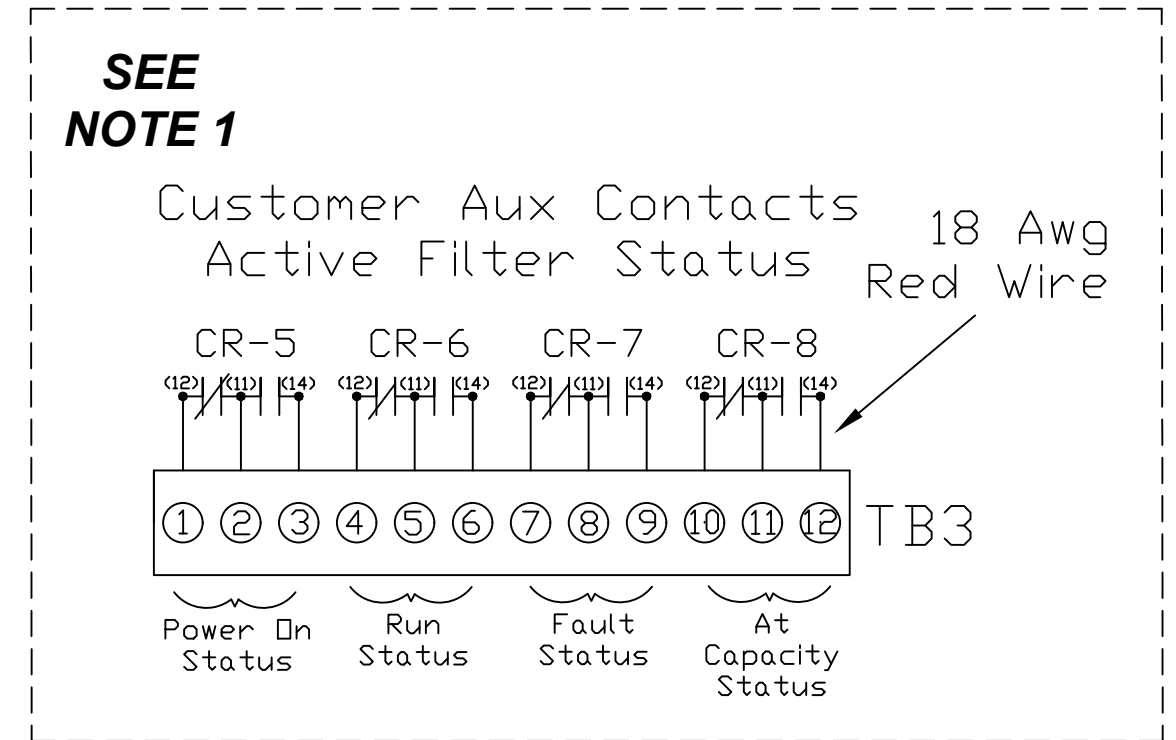 SEE
NOTE 1
Customer Aux Contacts
Active Filter Status
18 Awg
Red Wire
CR-5 CR-6 CR-7 CR-8
(12) (11) (14) (12) (11) (14) (12) (11) (14) (12) (11) (14)
1 2 3 4 5 6 7 8 9 10 11 12 TB3
Power On
Status
Run
Status
Fault
Status
At
Capacity
Status